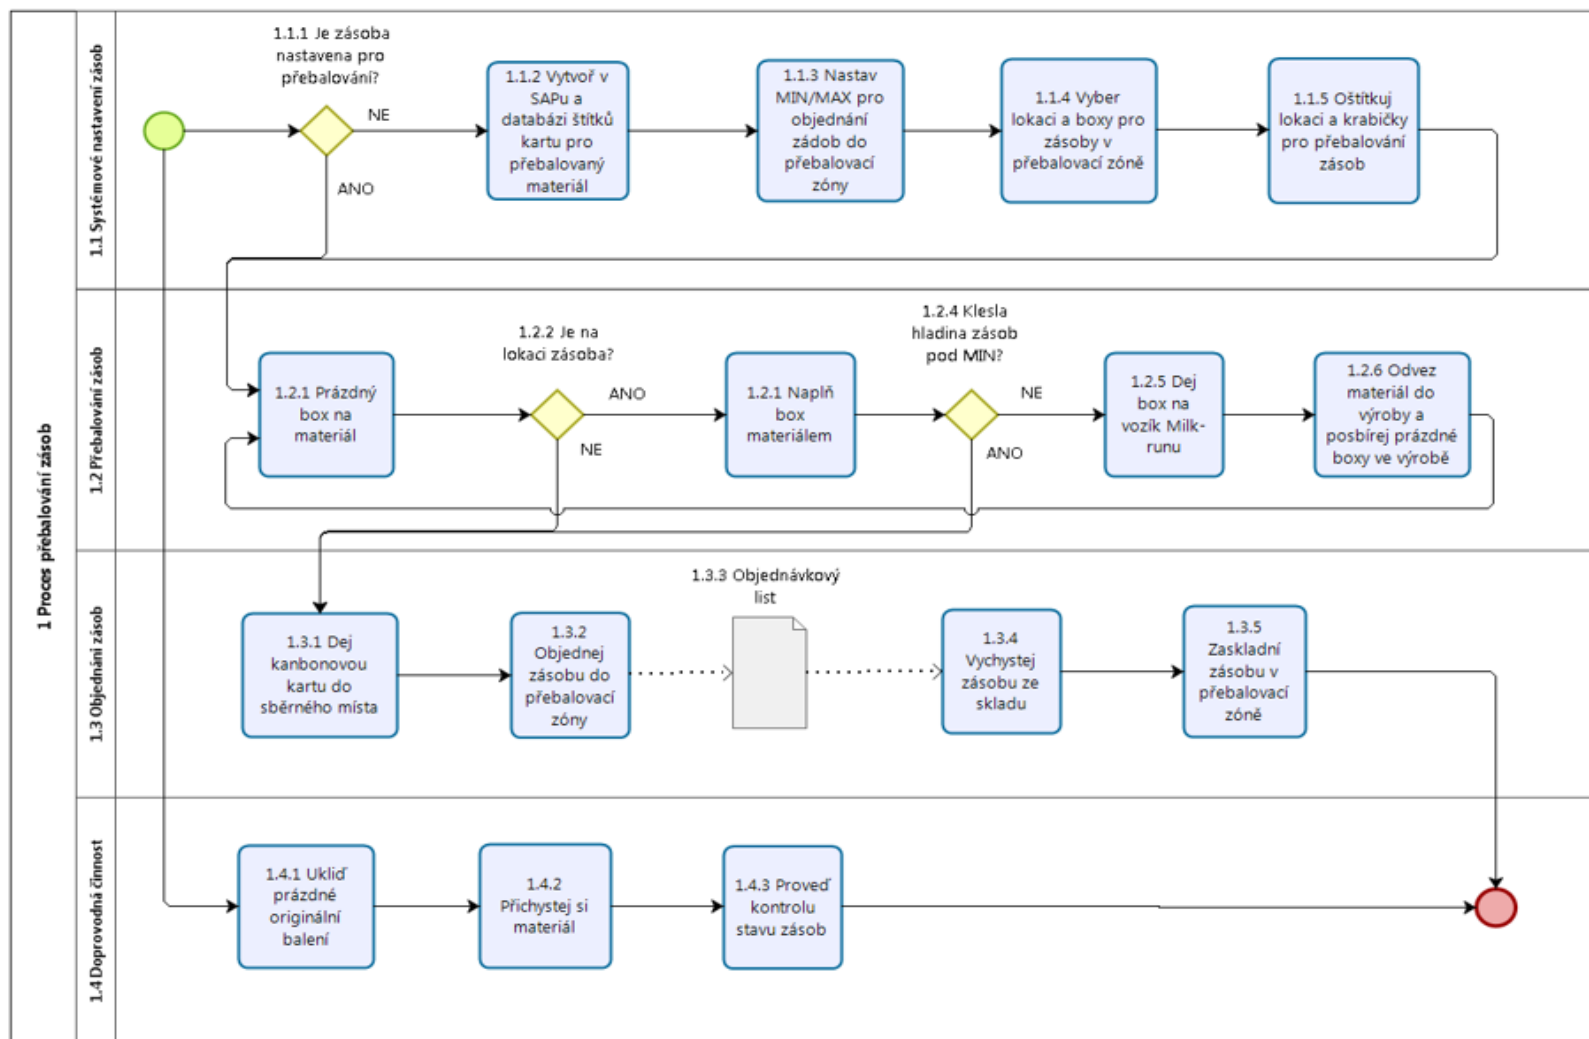 1 Proces přebalování zásob
1.1 Systémové nastavení zásob
1.1.1 Je zásoba
nastavena pro
přebalování?
NE
ANO
1.1.2 Vytvoř v
SAPu a
databázi štítků
kartu pro
přebalovaný
materiál
1.1.3 Nastav
MIN/MAX pro
objednání
zádob do
přebalovací
zóny
1.1.4 Vyber
lokaci a boxy pro
zásoby v
přebalovací zóně
1.1.5 Oštítkuj
lokaci a krabičky
pro přebalování
zásob
1.2 Přebalování zásob
1.2.1 Prázdný
box na
materiál
1.2.2 Je na
lokaci zásoba?
ANO
NE
1.2.1 Naplň
box
materiálem
1.2.4 Klesla
hladina zásob
pod MIN?
NE
ANO
1.2.5 Dej
box na
vozík Milk-
runu
1.2.6 Odvez
materiál do
výroby a
posbírej prázdné
boxy ve výrobě
1.3 Objednání zásob
1.3.1 Dej
kanbonovou
kartu do
sběrného místa
1.3.2
Objednej
zásobu do
přebalovací
zóny
1.3.3 Objednávkový
list
1.3.4
Vychystej
zásobu ze
skladu
1.3.5
Zaskladní
zásobu v
přebalovací
zóně
1.4 Doprovodná činnost
1.4.1 Ukliď
prázdné
originální
balení
1.4.2
Přichystej si
materiál
1.4.3 Proveď
kontrolu
stavu zásob